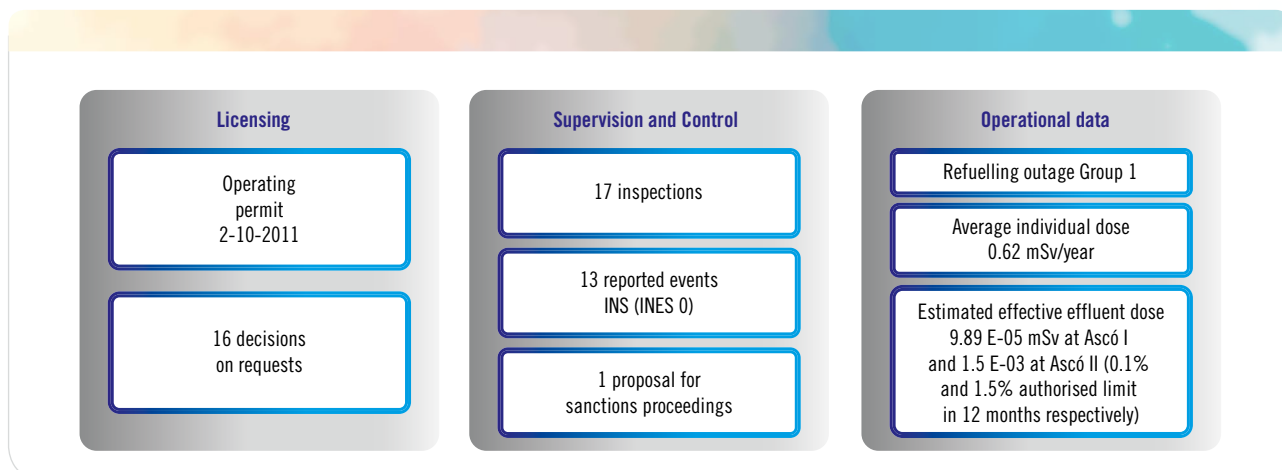 Licensing
Operating
permit
2-10-2011
16 decisions
on requests
Supervision and Control
17 inspections
13 reported events
INS (INES 0)
1 proposal for
sanctions proceedings
Operational data
Refuelling outage Group 1
Average individual dose
0.62 mSv/year
Estimated effective effluent dose
9.89 E-05 mSv at Ascó I
and 1.5 E-03 at Ascó II (0.1%
and 1.5% authorised limit
in 12 months respectively)